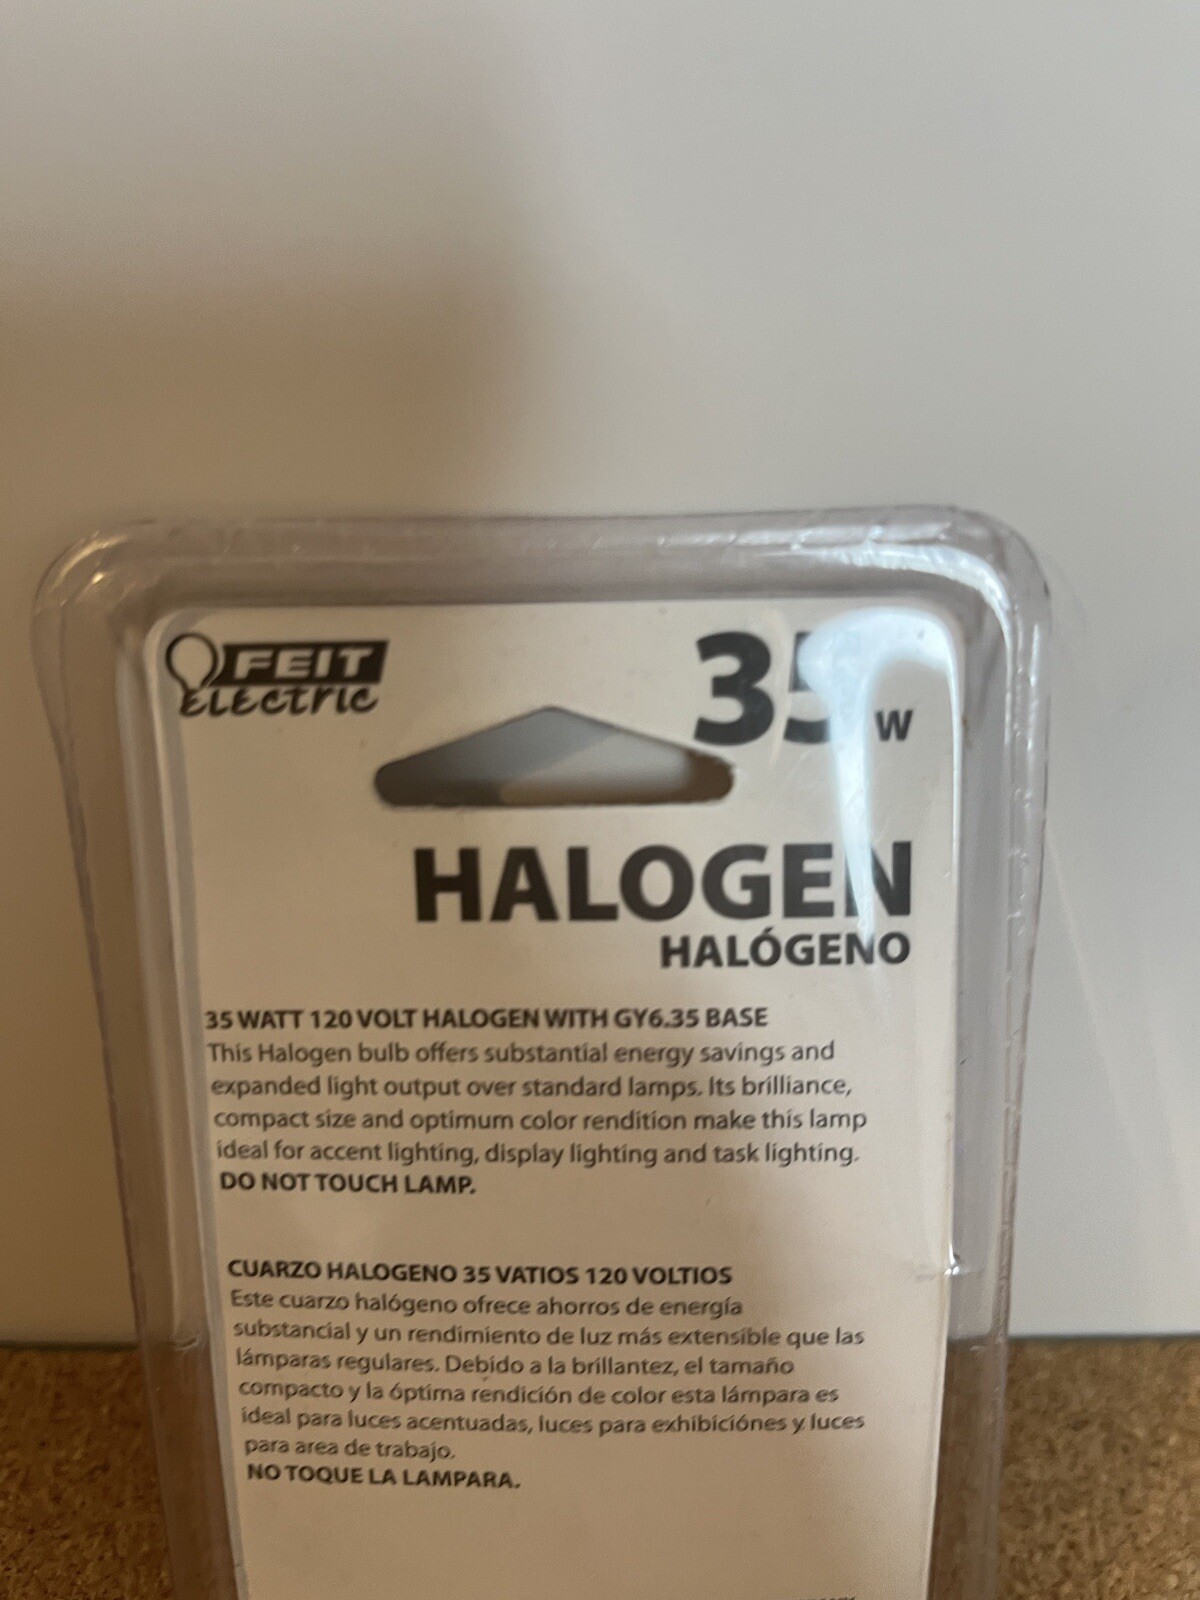 FEIT
ELECTRIC
35 W
HALOGEN
HALÓGENO
35 WATT 120 VOLT HALOGEN WITH GY6.35 BASE
This Halogen bulb offers substantial energy savings and
expanded light output over standard lamps. Its brilliance,
compact size and optimum color rendition make this lamp
ideal for accent lighting, display lighting and task lighting.
DO NOT TOUCH LAMP.
CUARZO HALOGENO 35 VATIOS 120 VOLTIOS
Este cuarzo halógeno ofrece ahorros de energía
substancial y un rendimiento de luz más extensible que las
lámparas regulares. Debido a la brillantez, el tamaño
compacto y la óptima rendición de color esta lámpara es
ideal para luces acentuadas, luces para exhibiciónes y luces
para area de trabajo.
NO TOQUE LA LAMPARA.